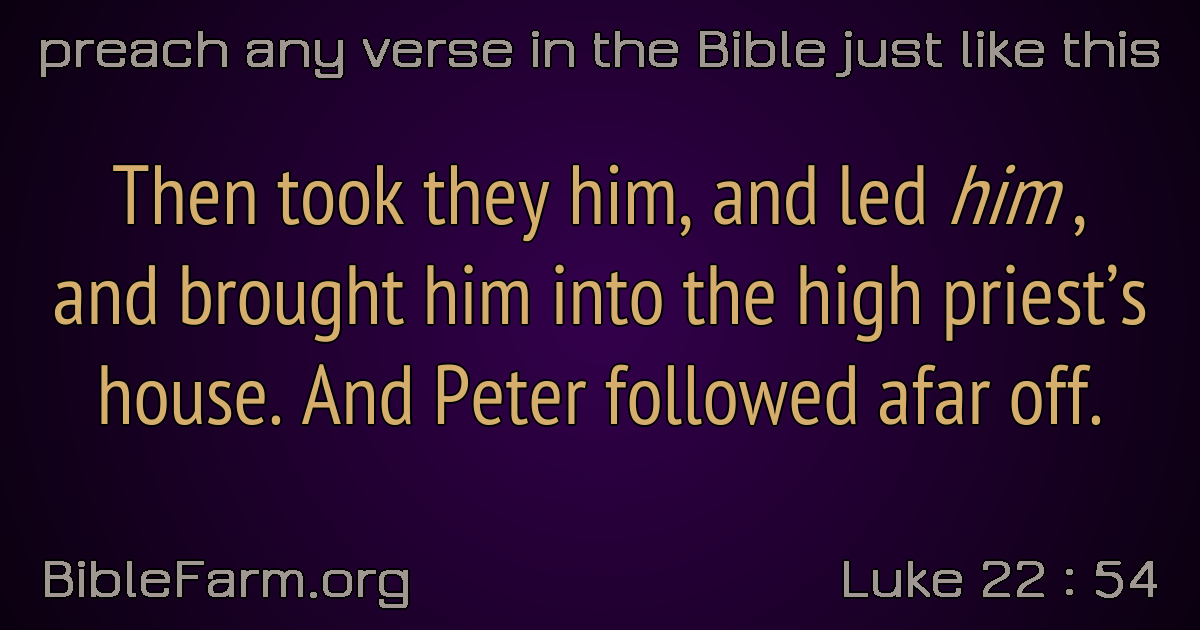 preach any verse in the Bible just like this
Then took they him, and led him ,
and brought him into the high priest’s
house. And Peter followed afar off.
BibleFarm.org
Luke 22 : 54